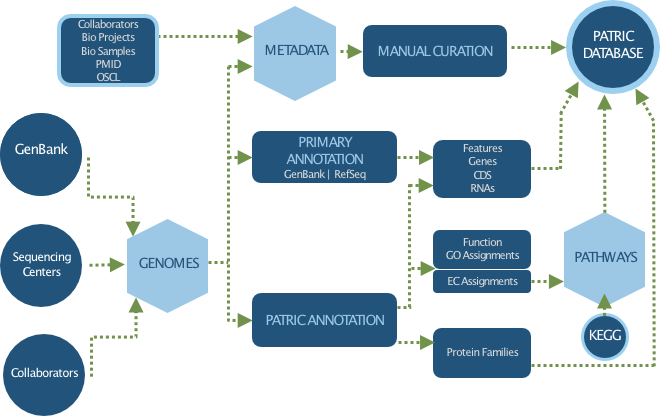 Collaborators
Bio Projects
Bio Samples
PMID
OSCL
METADATA
MANUAL CURATION
PATRIC
DATABASE
GenBank
PRIMARY
ANNOTATION
GenBank | RefSeq
Features
Genes
CDS
RNAs
Sequencing
Centers
GENOMES
Function
GO Assignments
EC Assignments
PATHWAYS
PATRIC ANNOTATION
KEGG
Protein Families
Collaborators